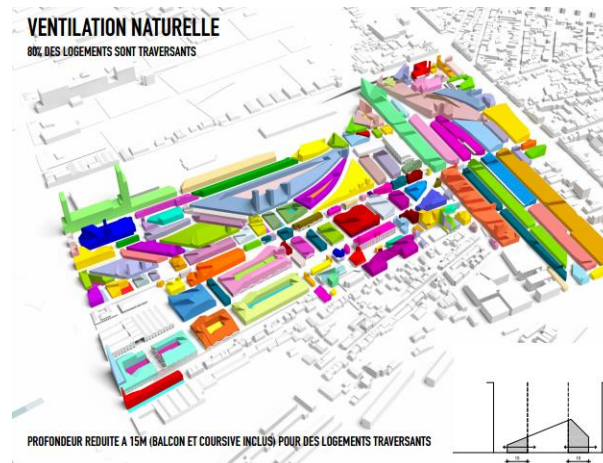 VENTILATION NATURELLE
80% DES LOGEMENTS SONT TRAVERSANTS
PROFONDEUR REDUITE A 15M (BALCON ET COURSIVE INCLUS) POUR DES LOGEMENTS TRAVERSANTS